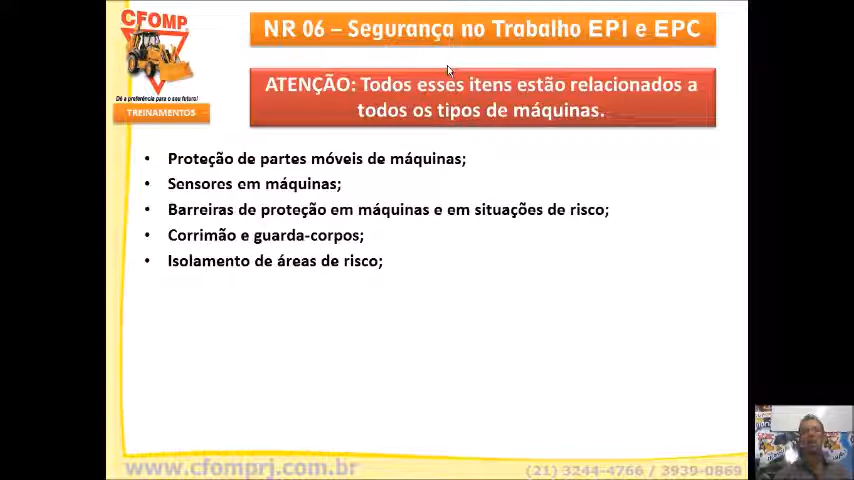 CFOMP
Dê a preferência para o seu futuro!
TREINAMENTOS
NR 06 – Segurança no Trabalho EPI e EPC
ATENÇÃO: Todos esses itens estão relacionados a
todos os tipos de máquinas.
• Proteção de partes móveis de máquinas;
• Sensores em máquinas;
• Barreiras de proteção em máquinas e em situações de risco;
• Corrimão e guarda-corpos;
• Isolamento de áreas de risco;
www.cfomprj.com.br
(21) 3244-4766 / 3939-0869